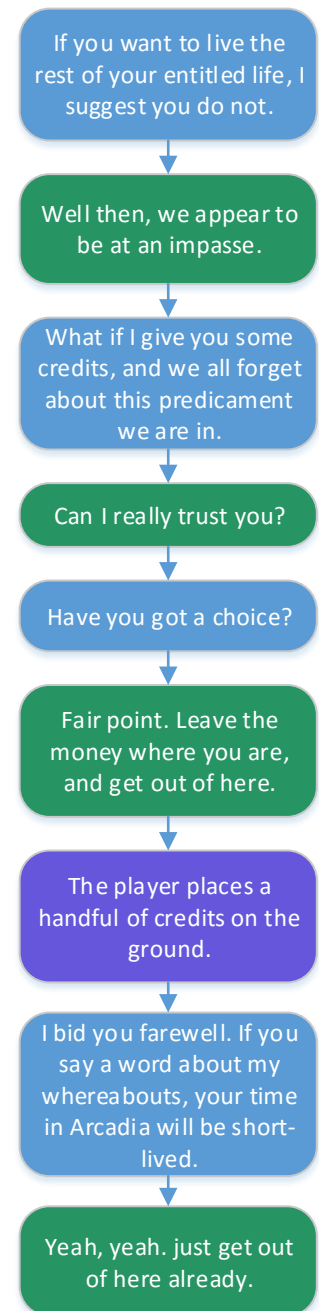 If you want to live the
rest of your entitled life, I
suggest you do not.
Well then, we appear to
be at an impasse.
What if I give you some
credits, and we all forget
about this predicament
we are in.
Can I really trust you?
Have you got a choice?
Fair point. Leave the
money where you are,
and get out of here.
The player places a
handful of credits on the
ground.
I bid you farewell. If you
say a word about my
whereabouts, your time
in Arcadia will be short-
lived.
Yeah, yeah. just get out
of here already.